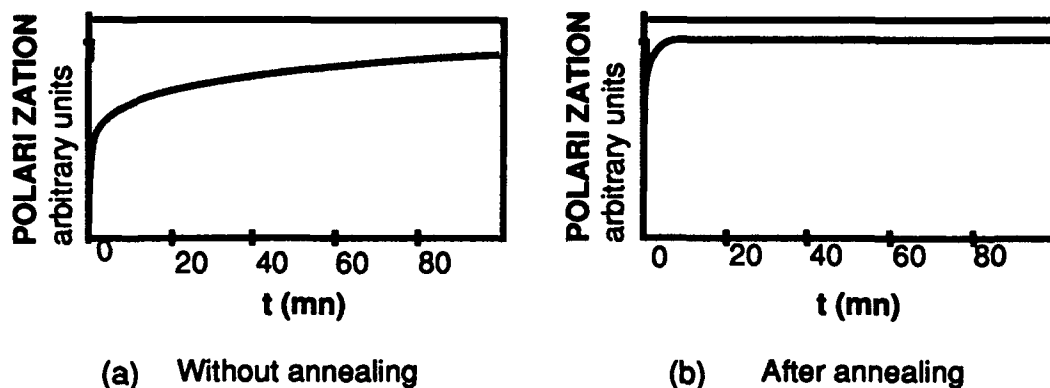 POLARI ZATION
arbitrary units
0 20 40 60 80
t (mn)
(a) Without annealing
POLARI ZATION
arbitrary units
0 20 40 60 80
t (mn)
(b) After annealing